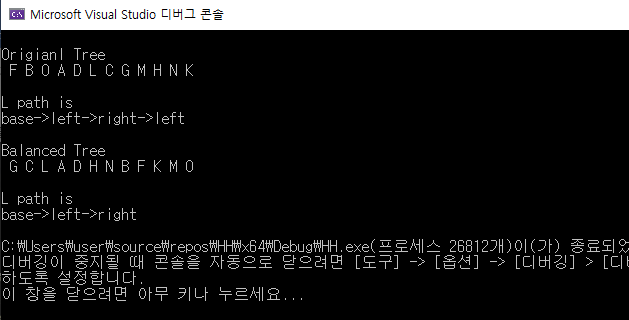 Microsoft Visual Studio 디버그 콘솔
Origianl Tree
F B O A D L C G M H N K
L path is
base->left->right->left
Balanced Tree
G C L A D H N B F K M O
L path is
base->left->right
C:\Users\user\source\repos\HH\x64\Debug\HH.exe(프로세스 26812개)이(가) 종료되었
디버깅이 중지될 때 콘솔을 자동으로 닫으려면 [도구] -> [옵션] -> [디버깅] > [디버
하도록 설정합니다.
이 창을 닫으려면 아무 키나 누르세요...